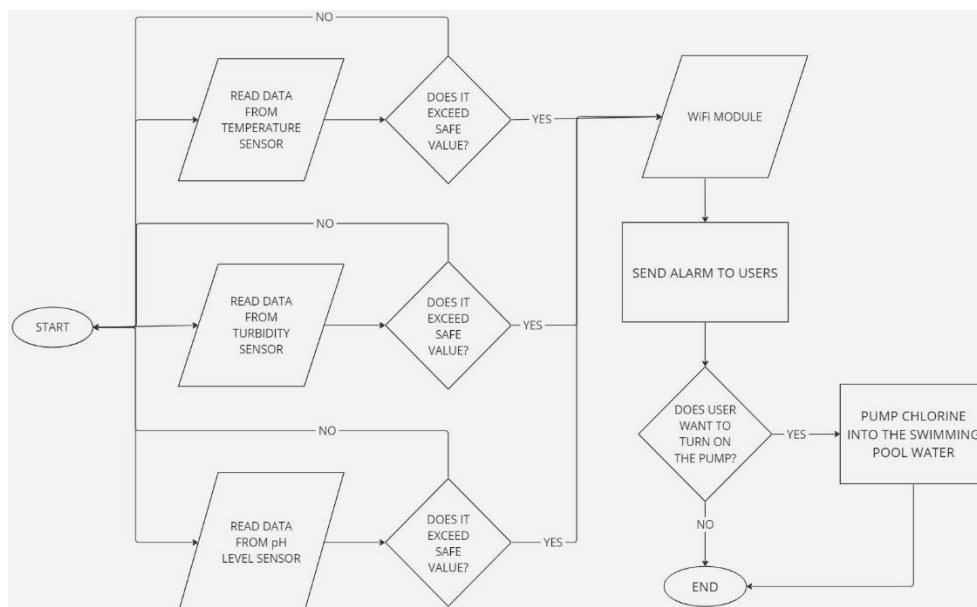 NO
READ DATA
FROM
TEMPERATURE
SENSOR
DOES IT
EXCEED
SAFE
VALUE?
YES
WiFi MODULE
NO
SEND ALARM TO USERS
START
READ DATA
FROM
TURBIDITY
SENSOR
DOES IT
EXCEED
SAFE
VALUE?
YES
NO
READ DATA
FROM pH
LEVEL SENSOR
DOES IT
EXCEED
SAFE
VALUE?
YES
DOES USER
WANT TO
TURN ON
THE PUMP?
YES
PUMP CHLORINE
INTO THE SWIMMING
POOL WATER
NO
END